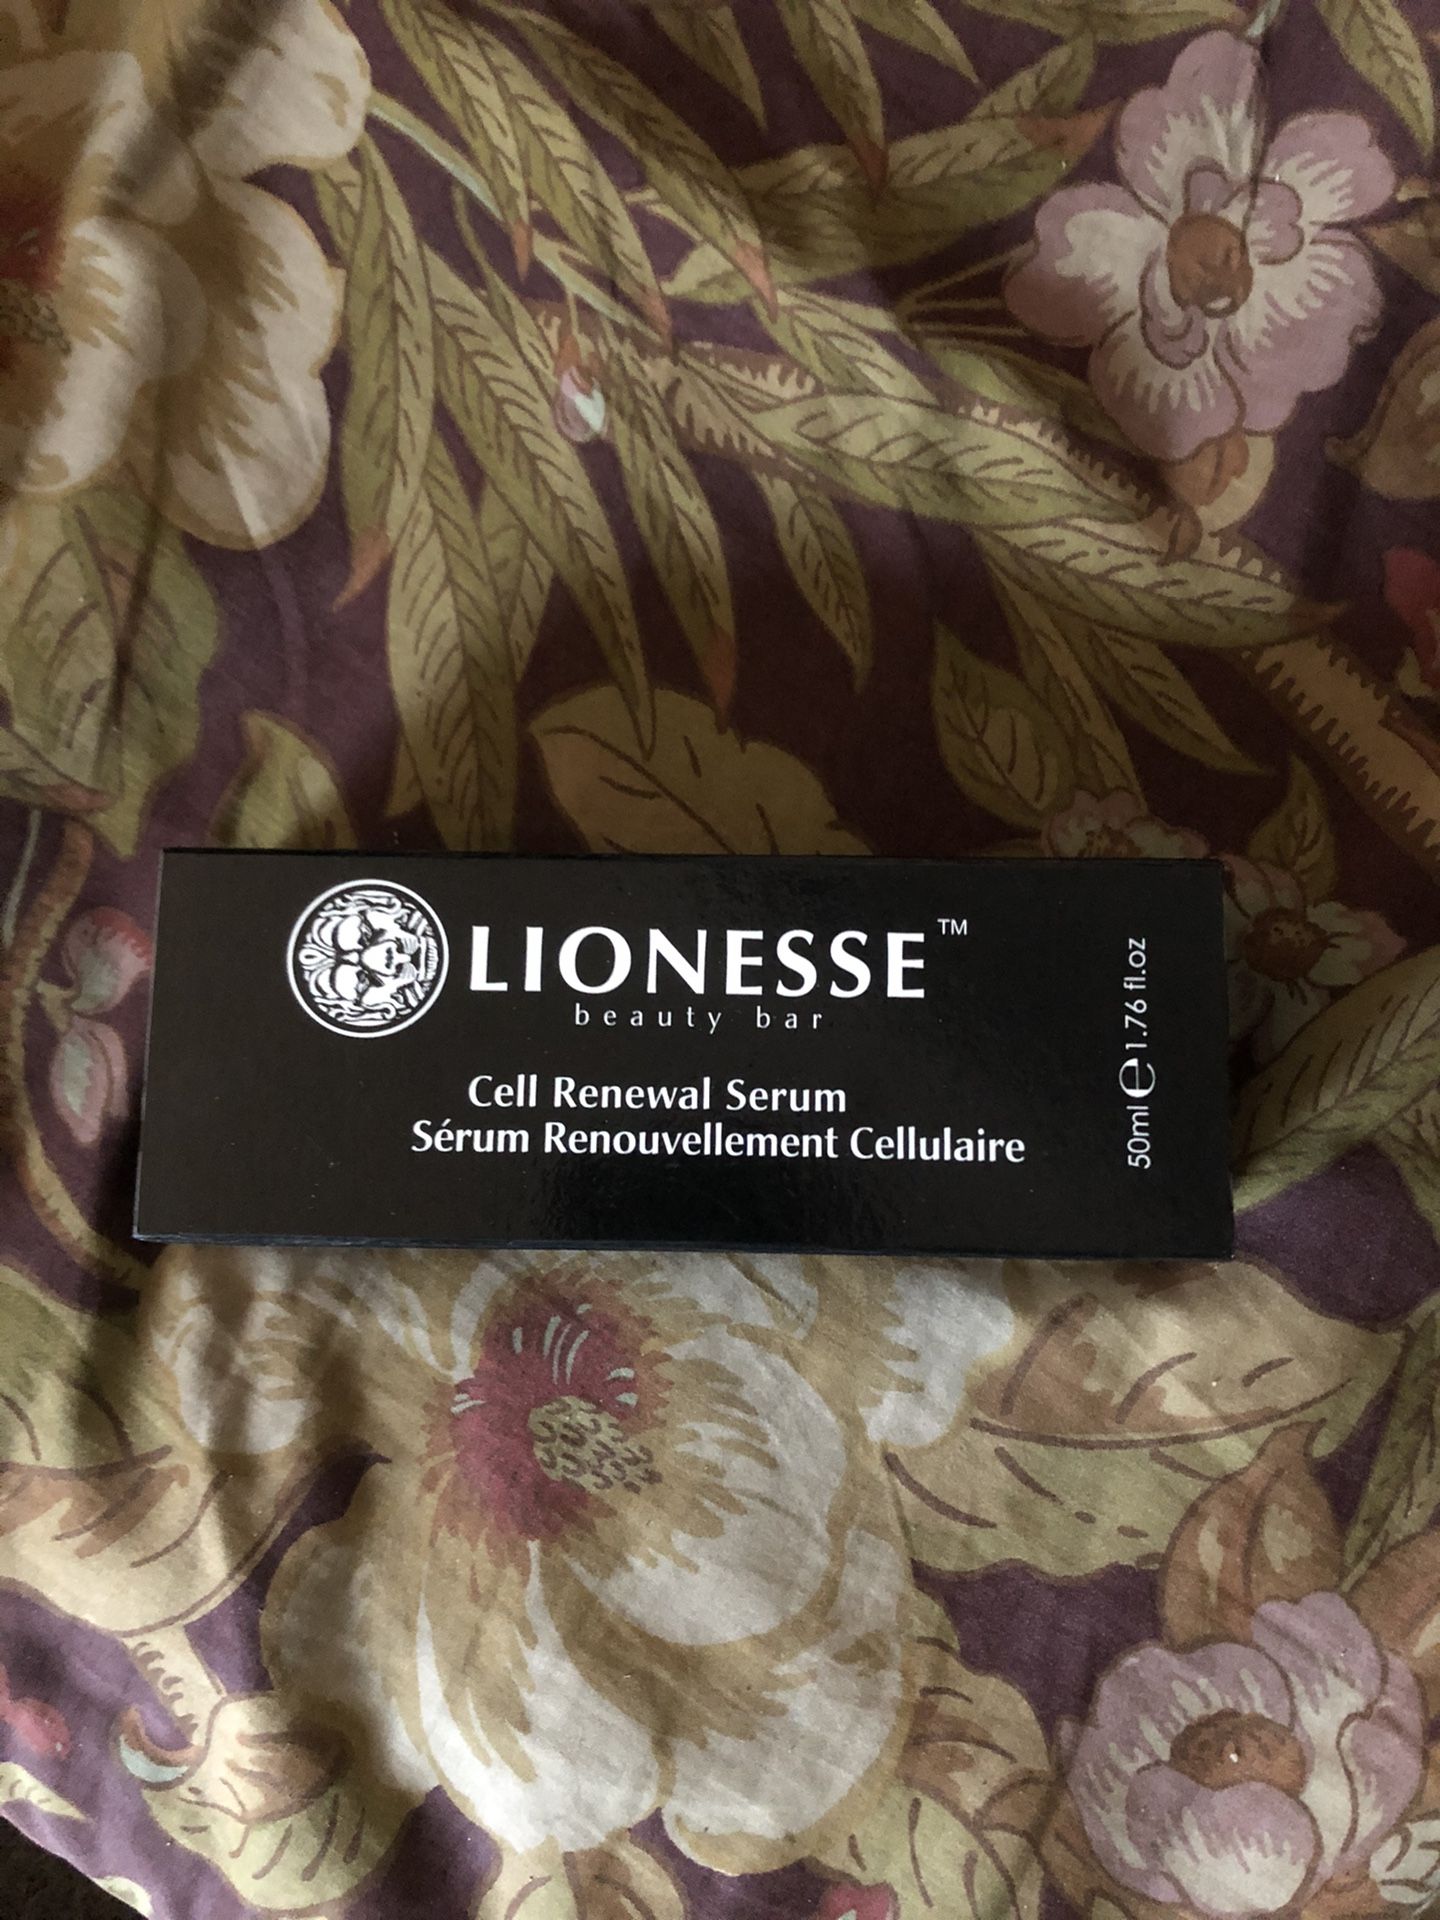 LIONESSE™
beauty bar
Cell Renewal Serum
Sérum Renouvellement Cellulaire
50ml ℮ 1.76 fl.oz